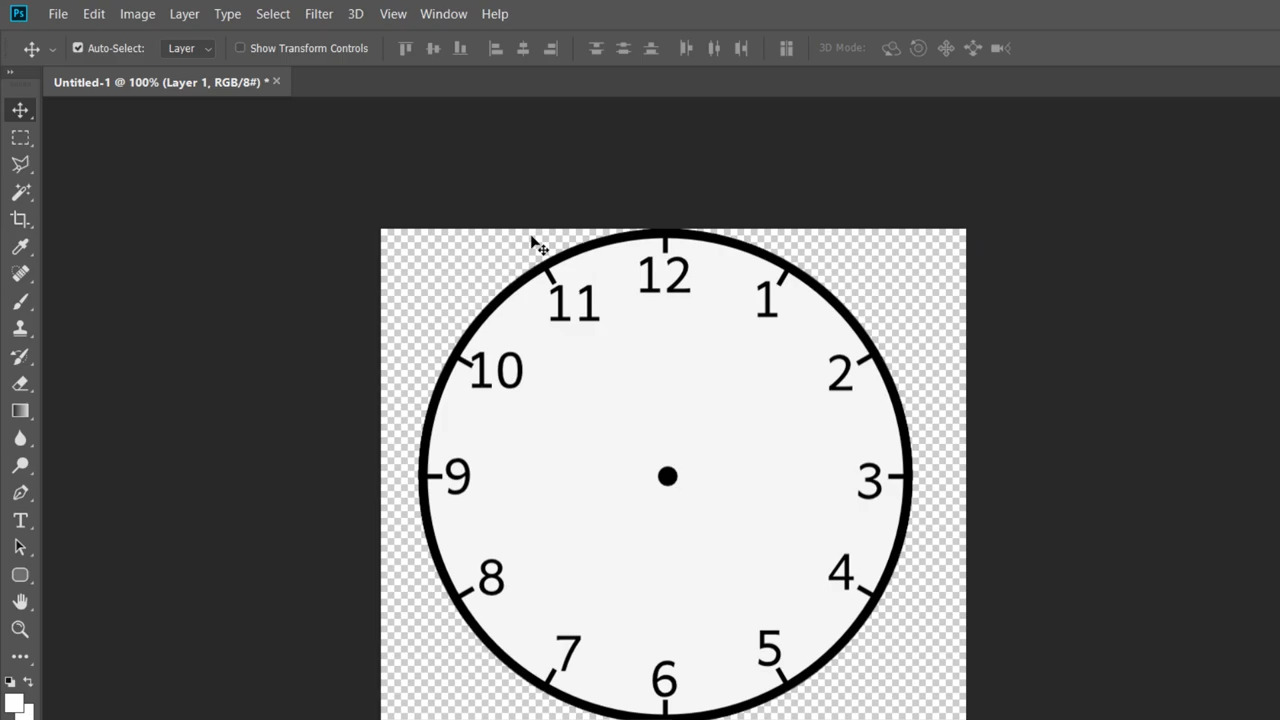 Ps File Edit Image Layer Type Select Filter 3D View Window Help
Auto-Select: Layer Show Transform Controls 3D Mode:
Untitled-1 @ 100% (Layer 1, RGB/8#) * ×
12
11 1
10 2
9 3
8 4
7 5
6
T